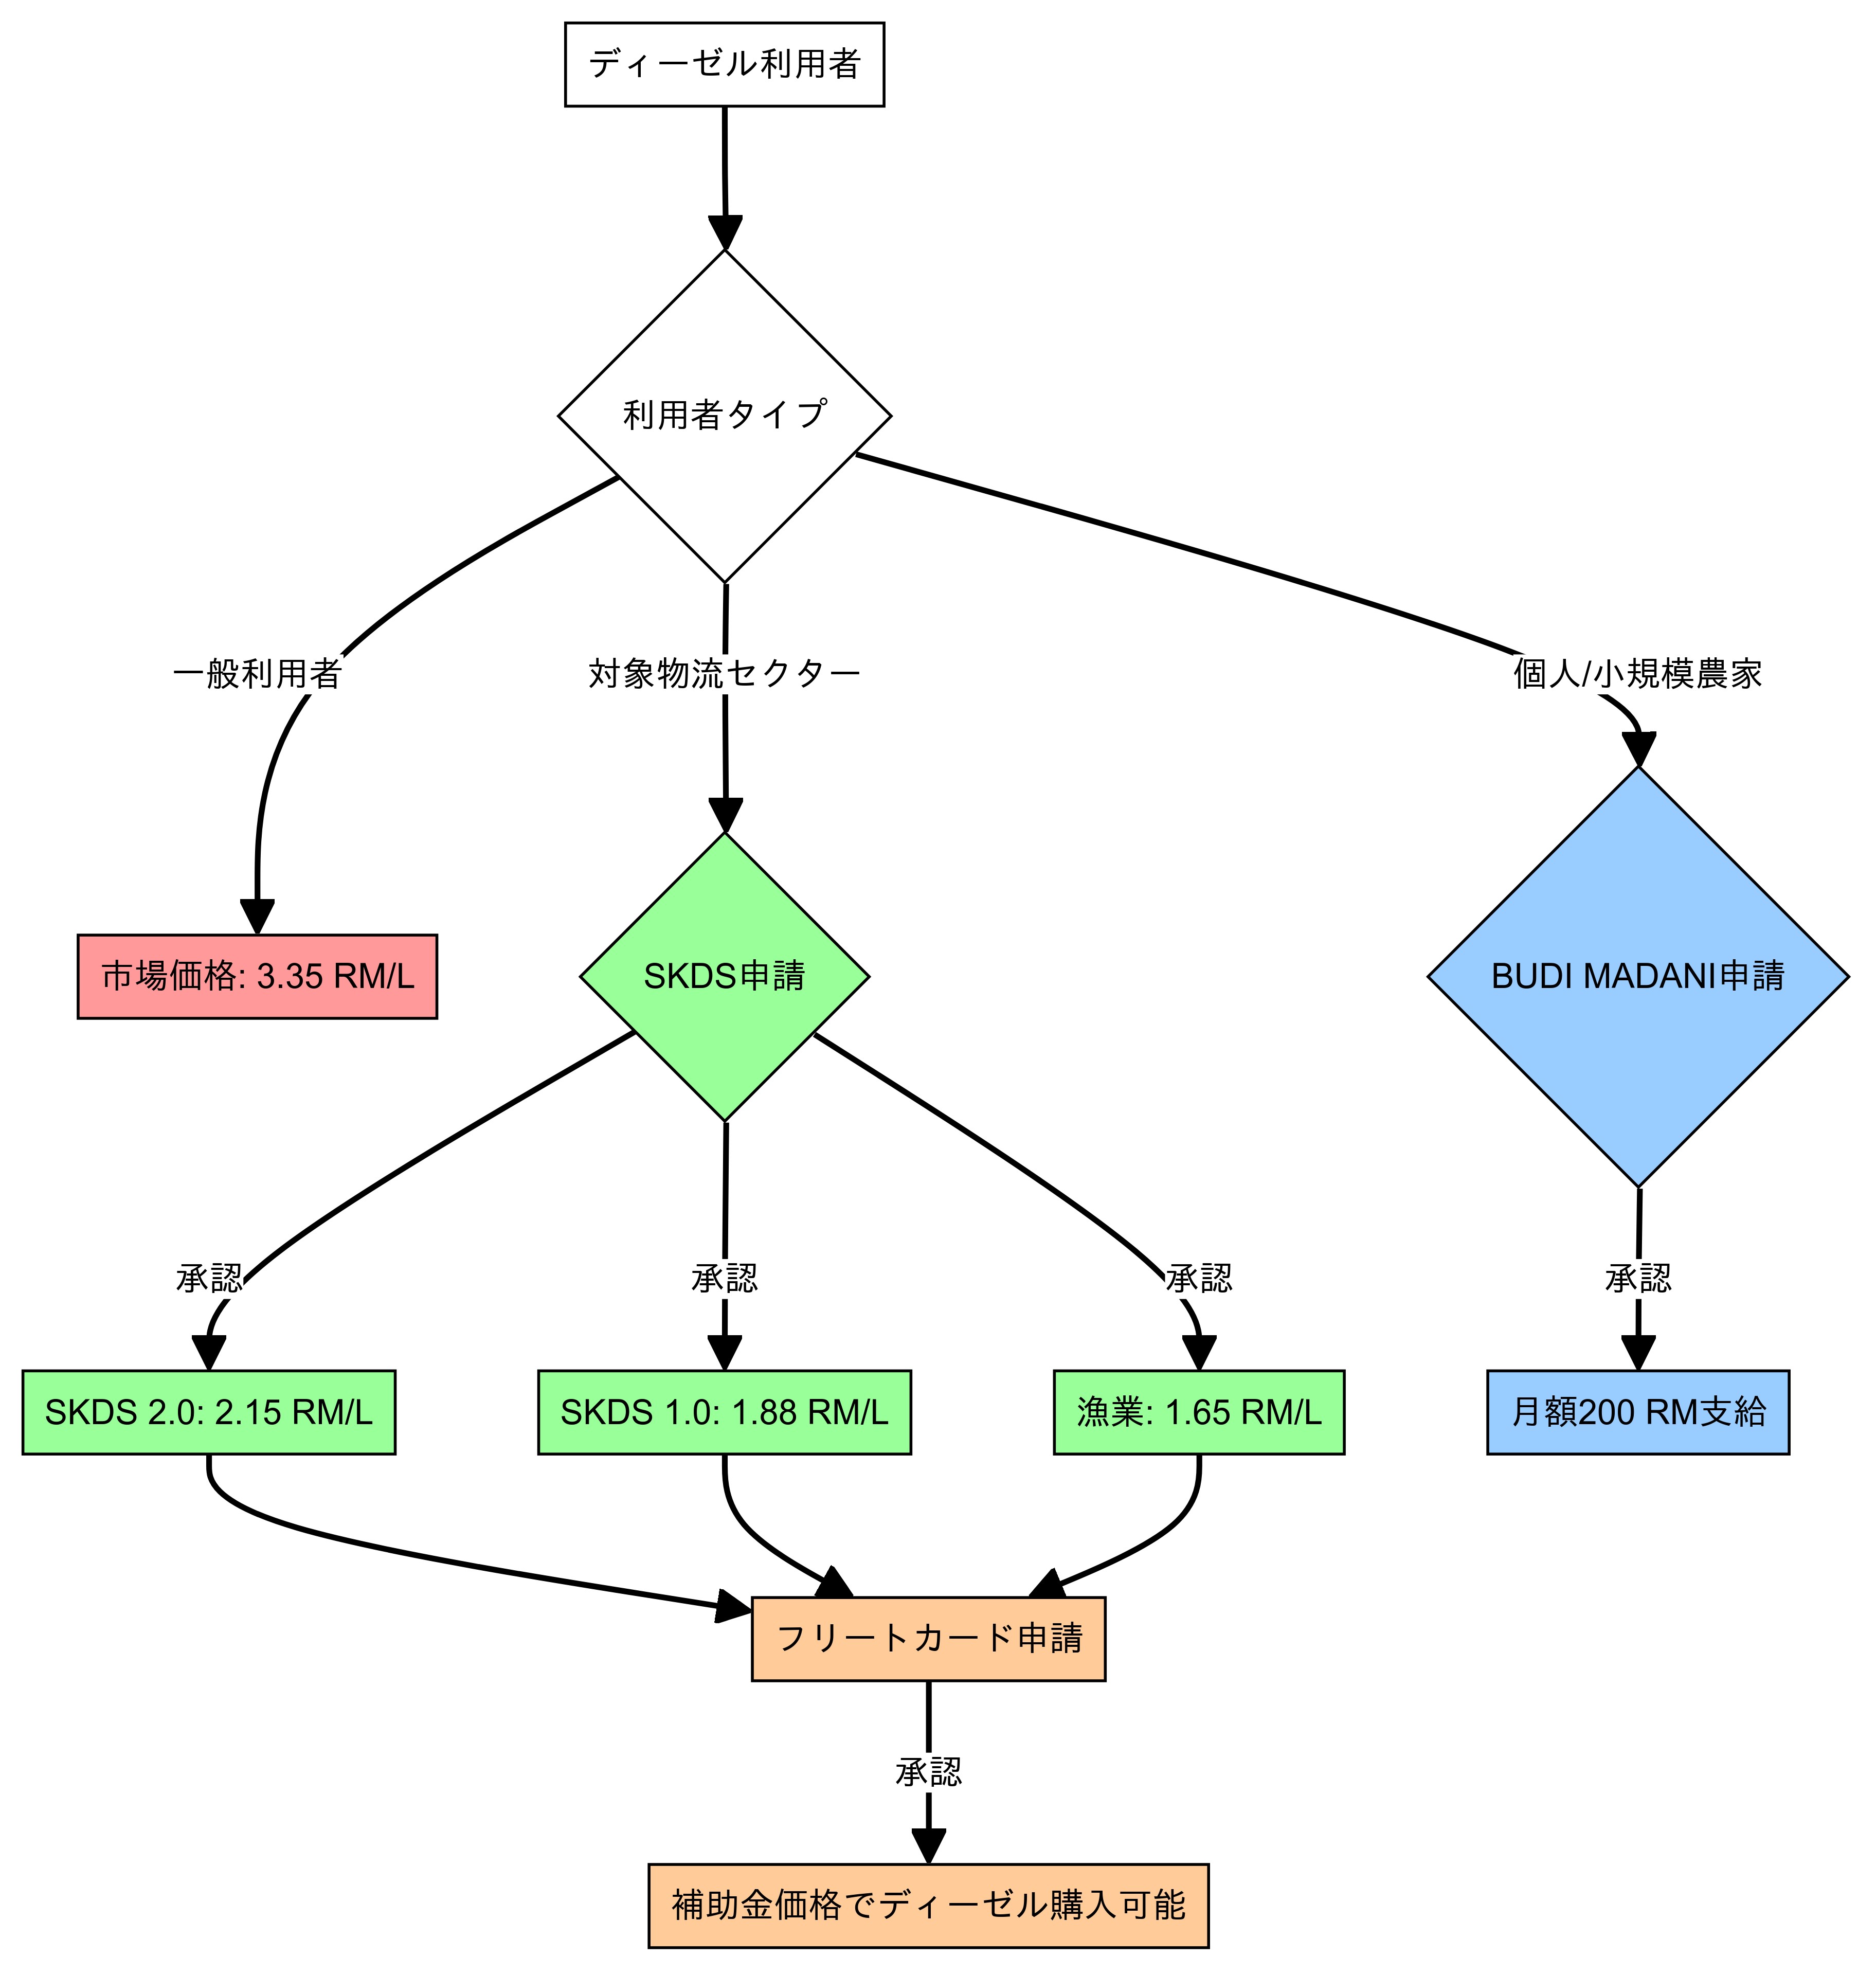 ディーゼル利用者
利用者タイプ
一般利用者
対象物流セクター
個人/小規模農家
市場価格: 3.35 RM/L
SKDS申請
BUDI MADANI申請
承認
承認
承認
承認
SKDS 2.0: 2.15 RM/L
SKDS 1.0: 1.88 RM/L
漁業: 1.65 RM/L
月額200 RM支給
フリートカード申請
承認
補助金価格でディーゼル購入可能